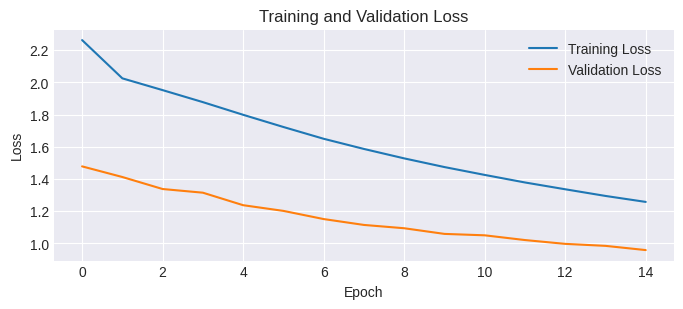 Training and Validation Loss
Training Loss
Validation Loss
Loss
2.2
2.0
1.8
1.6
1.4
1.2
1.0
0 2 4 6 8 10 12 14
Epoch